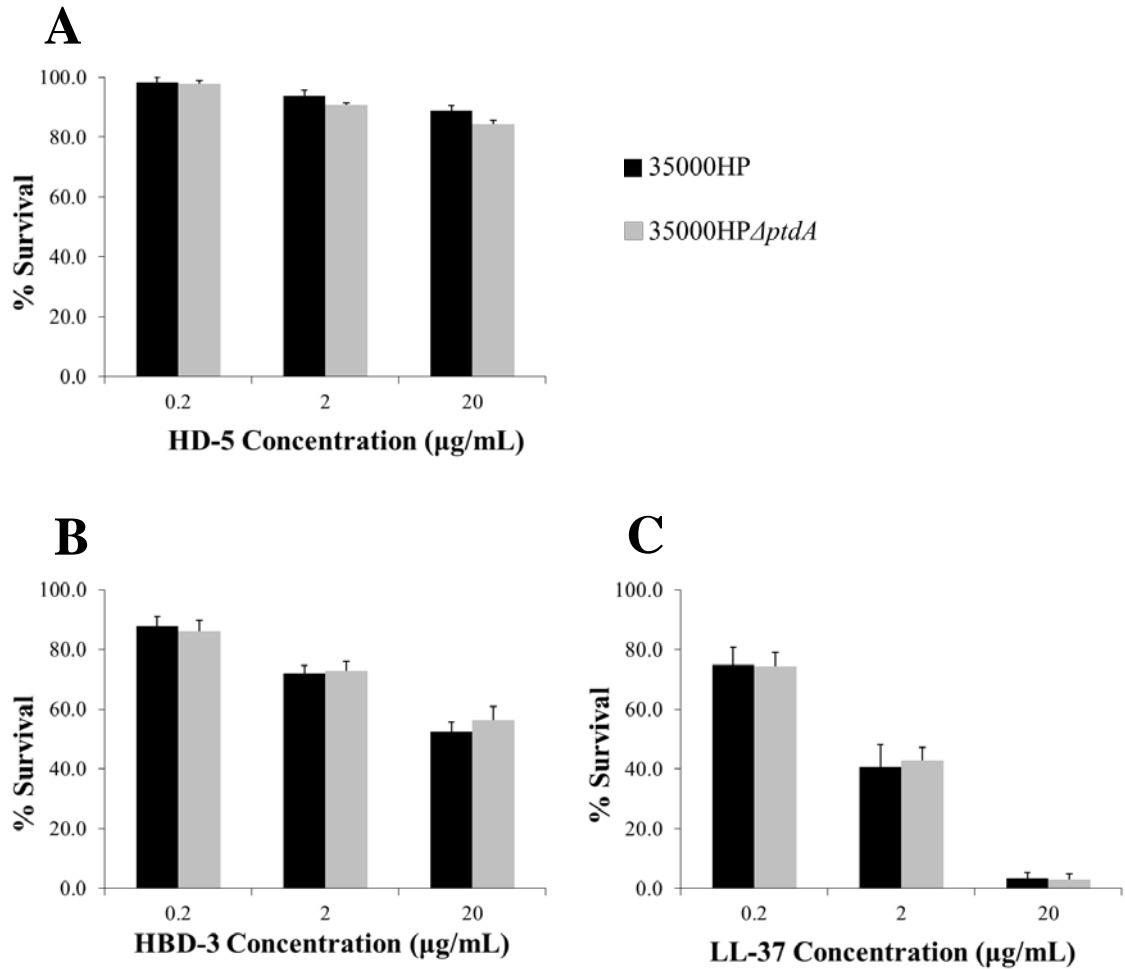 A
100.0
80.0
60.0
40.0
20.0
0.0
% Survival
0.2 2 20
HD-5 Concentration (µg/mL)
35000HP
35000HPΔptdA
B
100.0
80.0
60.0
40.0
20.0
0.0
% Survival
0.2 2 20
HBD-3 Concentration (µg/mL)
C
100.0
80.0
60.0
40.0
20.0
0.0
% Survival
0.2 2 20
LL-37 Concentration (µg/mL)